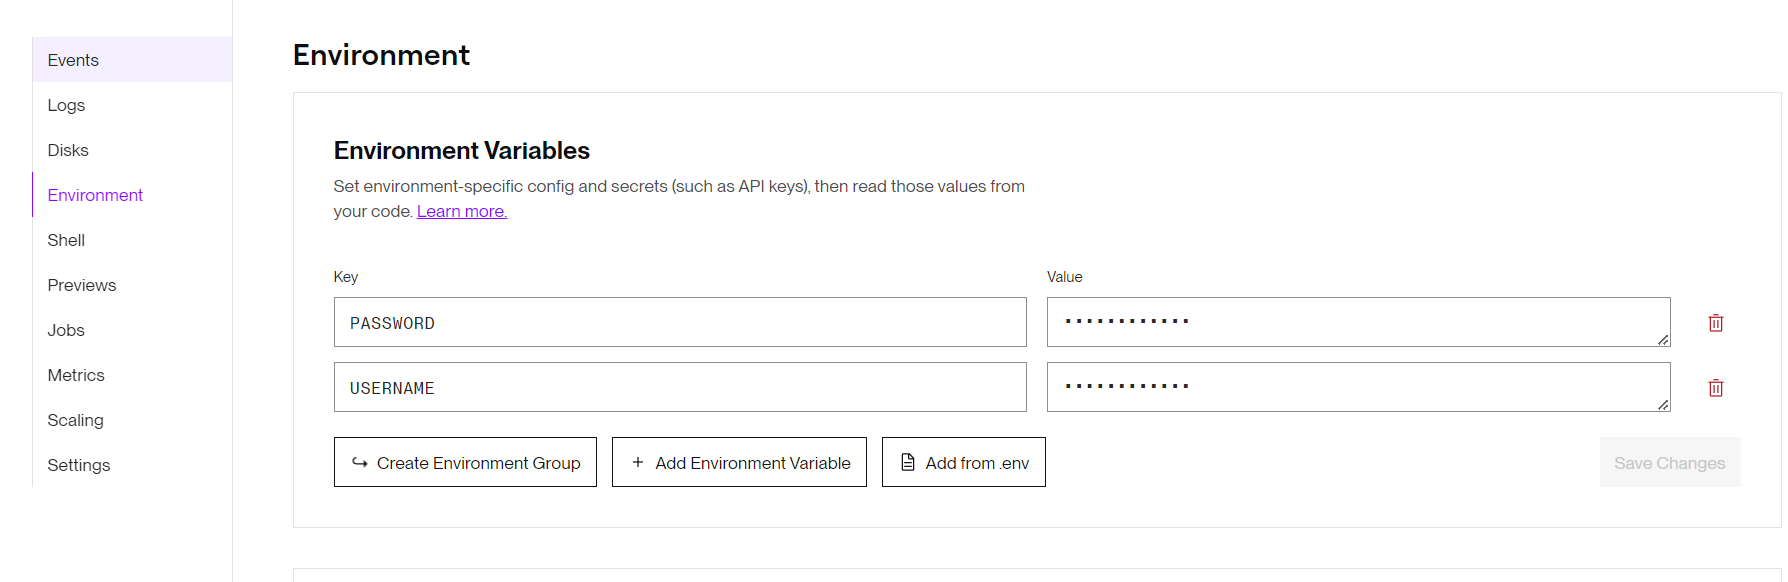 Events
Logs
Disks
Environment
Shell
Previews
Jobs
Metrics
Scaling
Settings
Environment
Environment Variables
Set environment-specific config and secrets (such as API keys), then read those values from
your code. Learn more.
Key Value
PASSWORD ············
USERNAME ············
Create Environment Group + Add Environment Variable Add from .env Save Changes